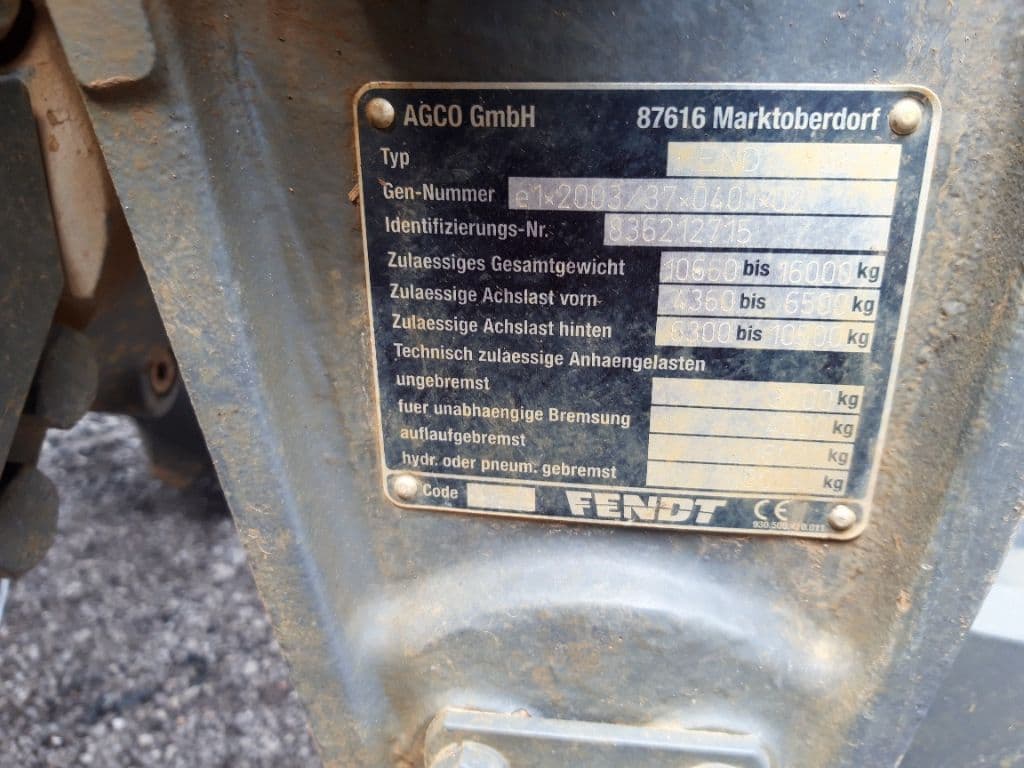 AGCO GmbH 87616 Marktoberdorf
Typ
Gen-Nummer e1*2003/37*0401*02
Identifizierungs-Nr. 836212715
Zulaessiges Gesamtgewicht 10660 bis 16000 kg
Zulaessige Achslast vorn 4360 bis 6500 kg
Zulaessige Achslast hinten 6300 bis 10500 kg
Technisch zulaessige Anhaengelasten
ungebremst kg
fuer unabhaengige Bremsung kg
auflaufgebremst kg
hydr. oder pneum. gebremst kg
Code FENDT CE